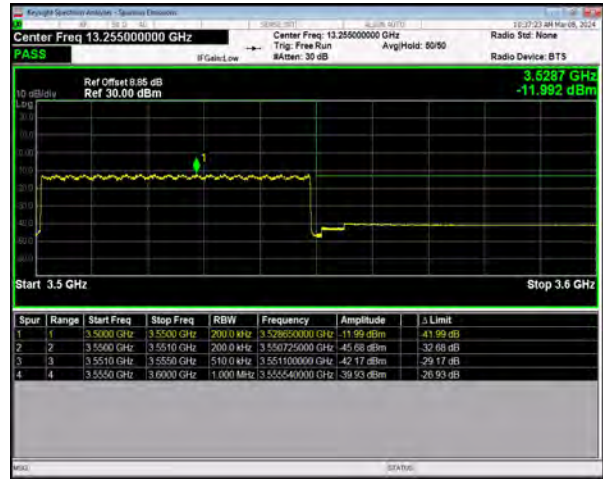 Keysight Spectrum Analyzer - Spurious Emissions
10:37:23 AM Mar 08, 2024
Center Freq 13.255000000 GHz
Center Freq: 13.255000000 GHz
Radio Std: None
PASS
IFGain:Low
Trig: Free Run
Avg|Hold: 50/50
#Atten: 30 dB
Radio Device: BTS
Ref Offset 8.85 dB
3.5287 GHz
10 dB/div
Ref 30.00 dBm
-11.992 dBm
Log
1
Start 3.5 GHz
Stop 3.6 GHz
Spur Range Start Freq Stop Freq RBW Frequency Amplitude Δ Limit
1 1 3.5000 GHz 3.5500 GHz 200.0 kHz 3.528650000 GHz -11.99 dBm -41.99 dB
2 2 3.5500 GHz 3.5510 GHz 200.0 kHz 3.550725000 GHz -45.68 dBm -32.68 dB
3 3 3.5510 GHz 3.5550 GHz 510.0 kHz 3.551100000 GHz -42.17 dBm -29.17 dB
4 4 3.5550 GHz 3.6000 GHz 1.000 MHz 3.555540000 GHz -39.93 dBm -26.93 dB
MSG
STATUS